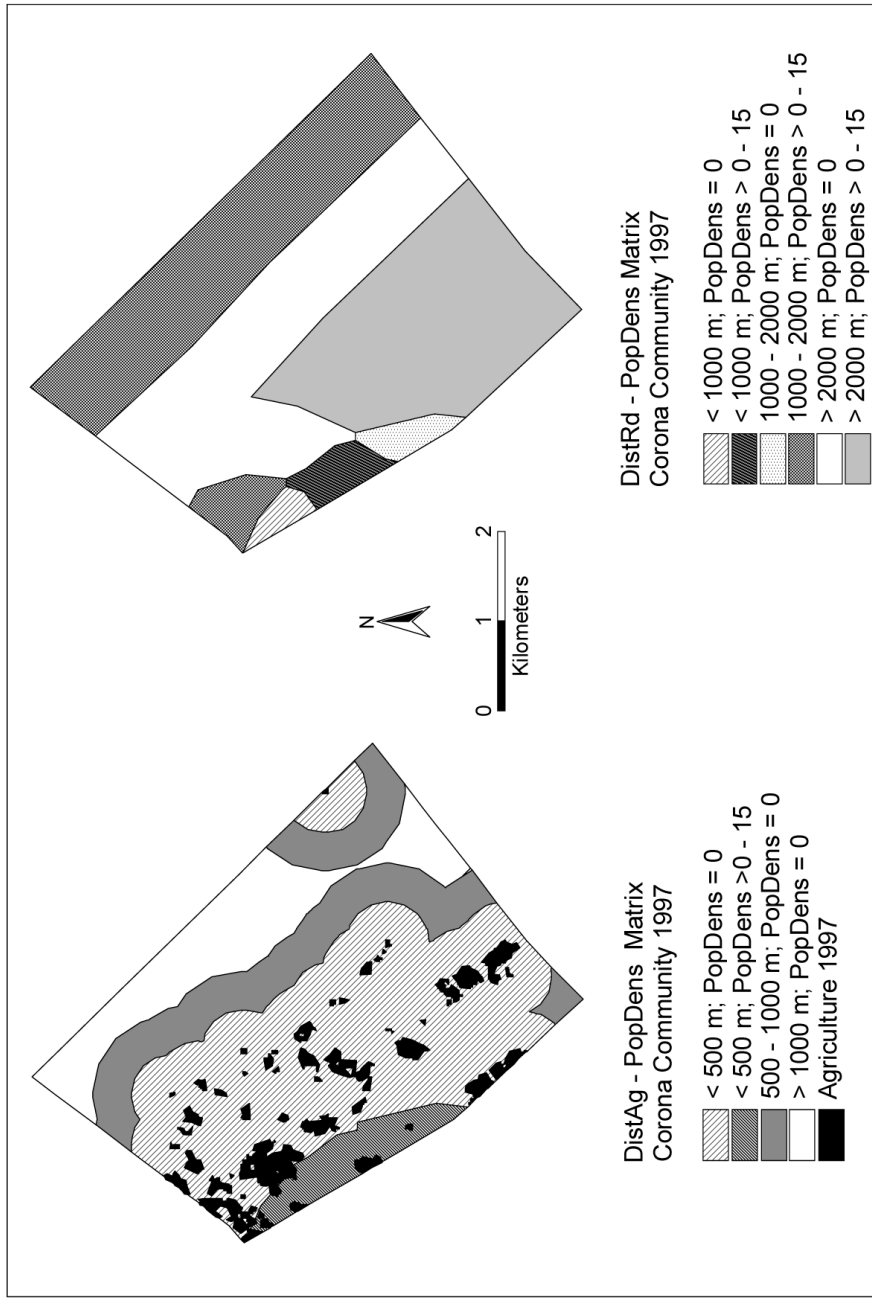 DistAg - PopDens Matrix
Corona Community 1997
< 500 m; PopDens = 0
< 500 m; PopDens >0 - 15
500 - 1000 m; PopDens = 0
> 1000 m; PopDens = 0
Agriculture 1997
N
0 1 2
Kilometers
DistRd - PopDens Matrix
Corona Community 1997
< 1000 m; PopDens = 0
< 1000 m; PopDens > 0 - 15
1000 - 2000 m; PopDens = 0
1000 - 2000 m; PopDens > 0 - 15
> 2000 m; PopDens = 0
> 2000 m; PopDens > 0 - 15